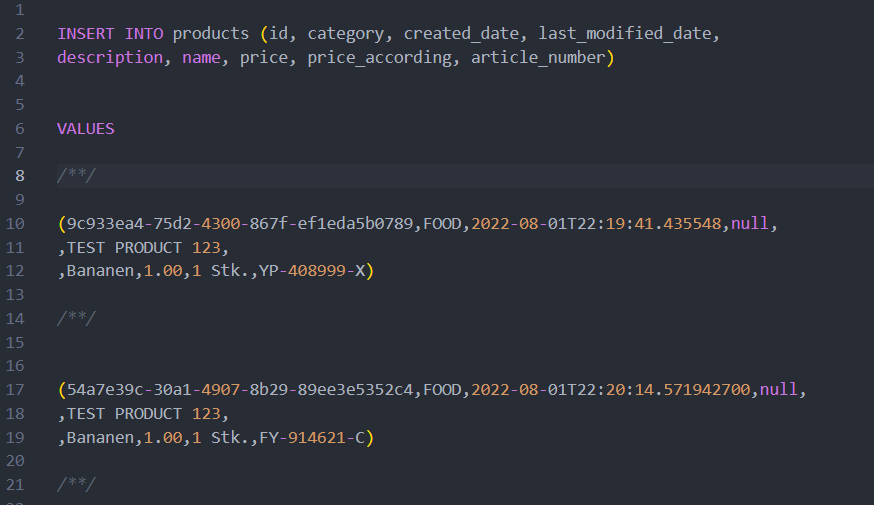 1
2 INSERT INTO products (id, category, created_date, last_modified_date,
3 description, name, price, price_according, article_number)
4
5
6 VALUES
7
8 /**/
9
10 (9c933ea4-75d2-4300-867f-ef1eda5b0789,FOOD,2022-08-01T22:19:41.435548,null,
11 ,TEST PRODUCT 123,
12 ,Bananen,1.00,1 Stk.,YP-408999-X)
13
14 /**/
15
16
17 (54a7e39c-30a1-4907-8b29-89ee3e5352c4,FOOD,2022-08-01T22:20:14.571942700,null,
18 ,TEST PRODUCT 123,
19 ,Bananen,1.00,1 Stk.,FY-914621-C)
20
21 /**/